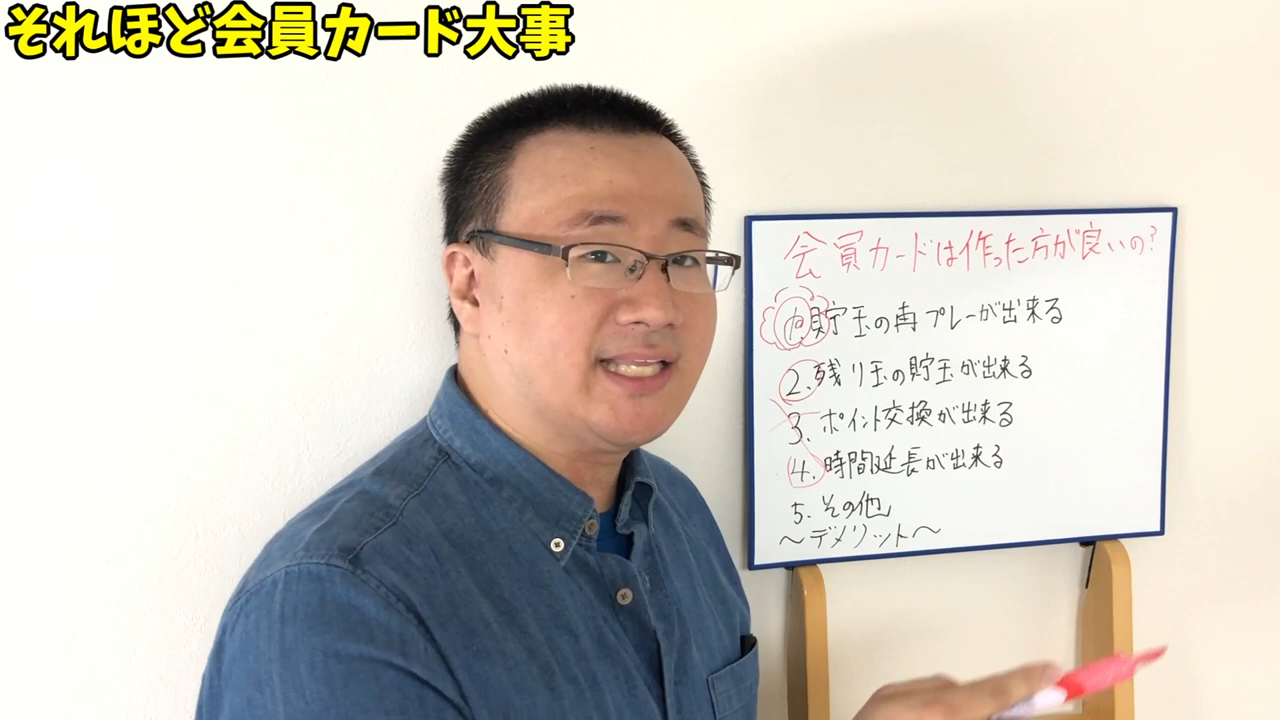 それほど会員カード大事
会員カードは作った方が良いの?
1.貯玉の再プレーが出来る
2.残り玉の貯玉が出来る
3.ポイント交換が出来る
4.時間延長が出来る
5.その他
～デメリット～